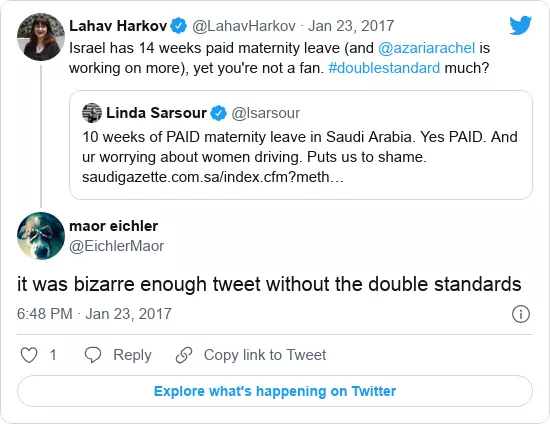 Lahav Harkov @LahavHarkov · Jan 23, 2017
Israel has 14 weeks paid maternity leave (and @azariarachel is
working on more), yet you're not a fan. #doublestandard much?
Linda Sarsour @lsarsour
10 weeks of PAID maternity leave in Saudi Arabia. Yes PAID. And
ur worrying about women driving. Puts us to shame.
saudigazette.com.sa/index.cfm?meth…
maor eichler
@EichlerMaor
it was bizarre enough tweet without the double standards
6:48 PM · Jan 23, 2017
1 Reply Copy link to Tweet
Explore what's happening on Twitter